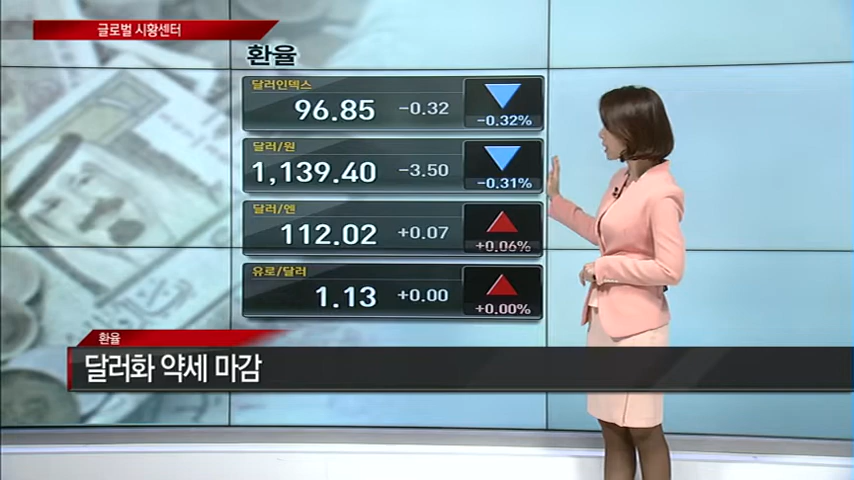 글로벌 시황센터
환율
달러인덱스
96.85 -0.32 -0.32%
달러/원
1,139.40 -3.50 -0.31%
달러/엔
112.02 +0.07 +0.06%
유로/달러
1.13 +0.00 +0.00%
환율
달러화 약세 마감